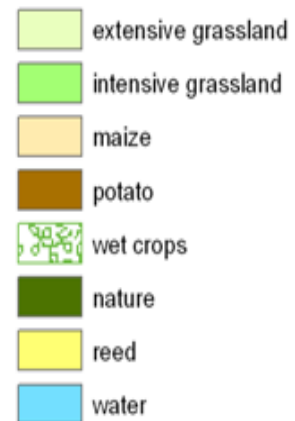 extensive grassland
intensive grassland
maize
potato
wet crops
nature
reed
water